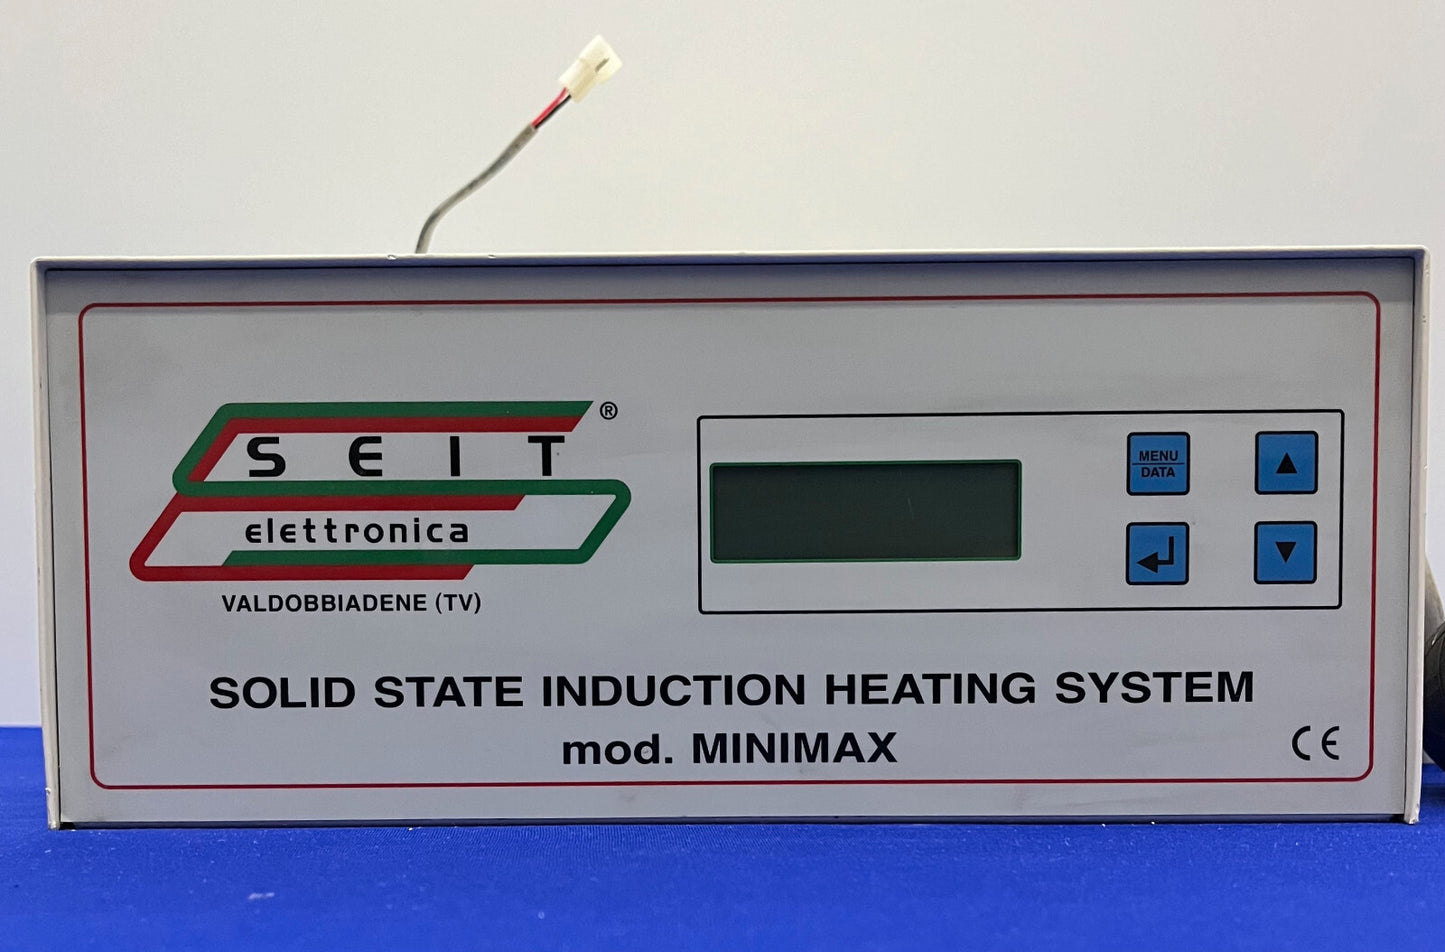 SEIT ®
elettronica
VALDOBBIADENE (TV)
MENU
DATA
SOLID STATE INDUCTION HEATING SYSTEM
mod. MINIMAX
CE